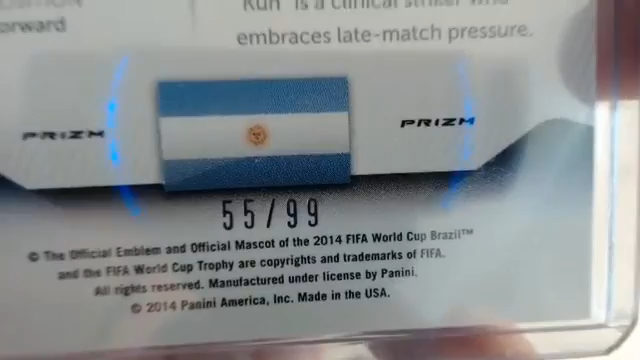 orward
Kun" is a clinical striker who
embraces late-match pressure.
PRIZM
PRIZM
55/99
© The Official Emblem and Official Mascot of the 2014 FIFA World Cup Brazil™
and the FIFA World Cup Trophy are copyrights and trademarks of FIFA.
All rights reserved. Manufactured under license by Panini.
© 2014 Panini America, Inc. Made in the USA.